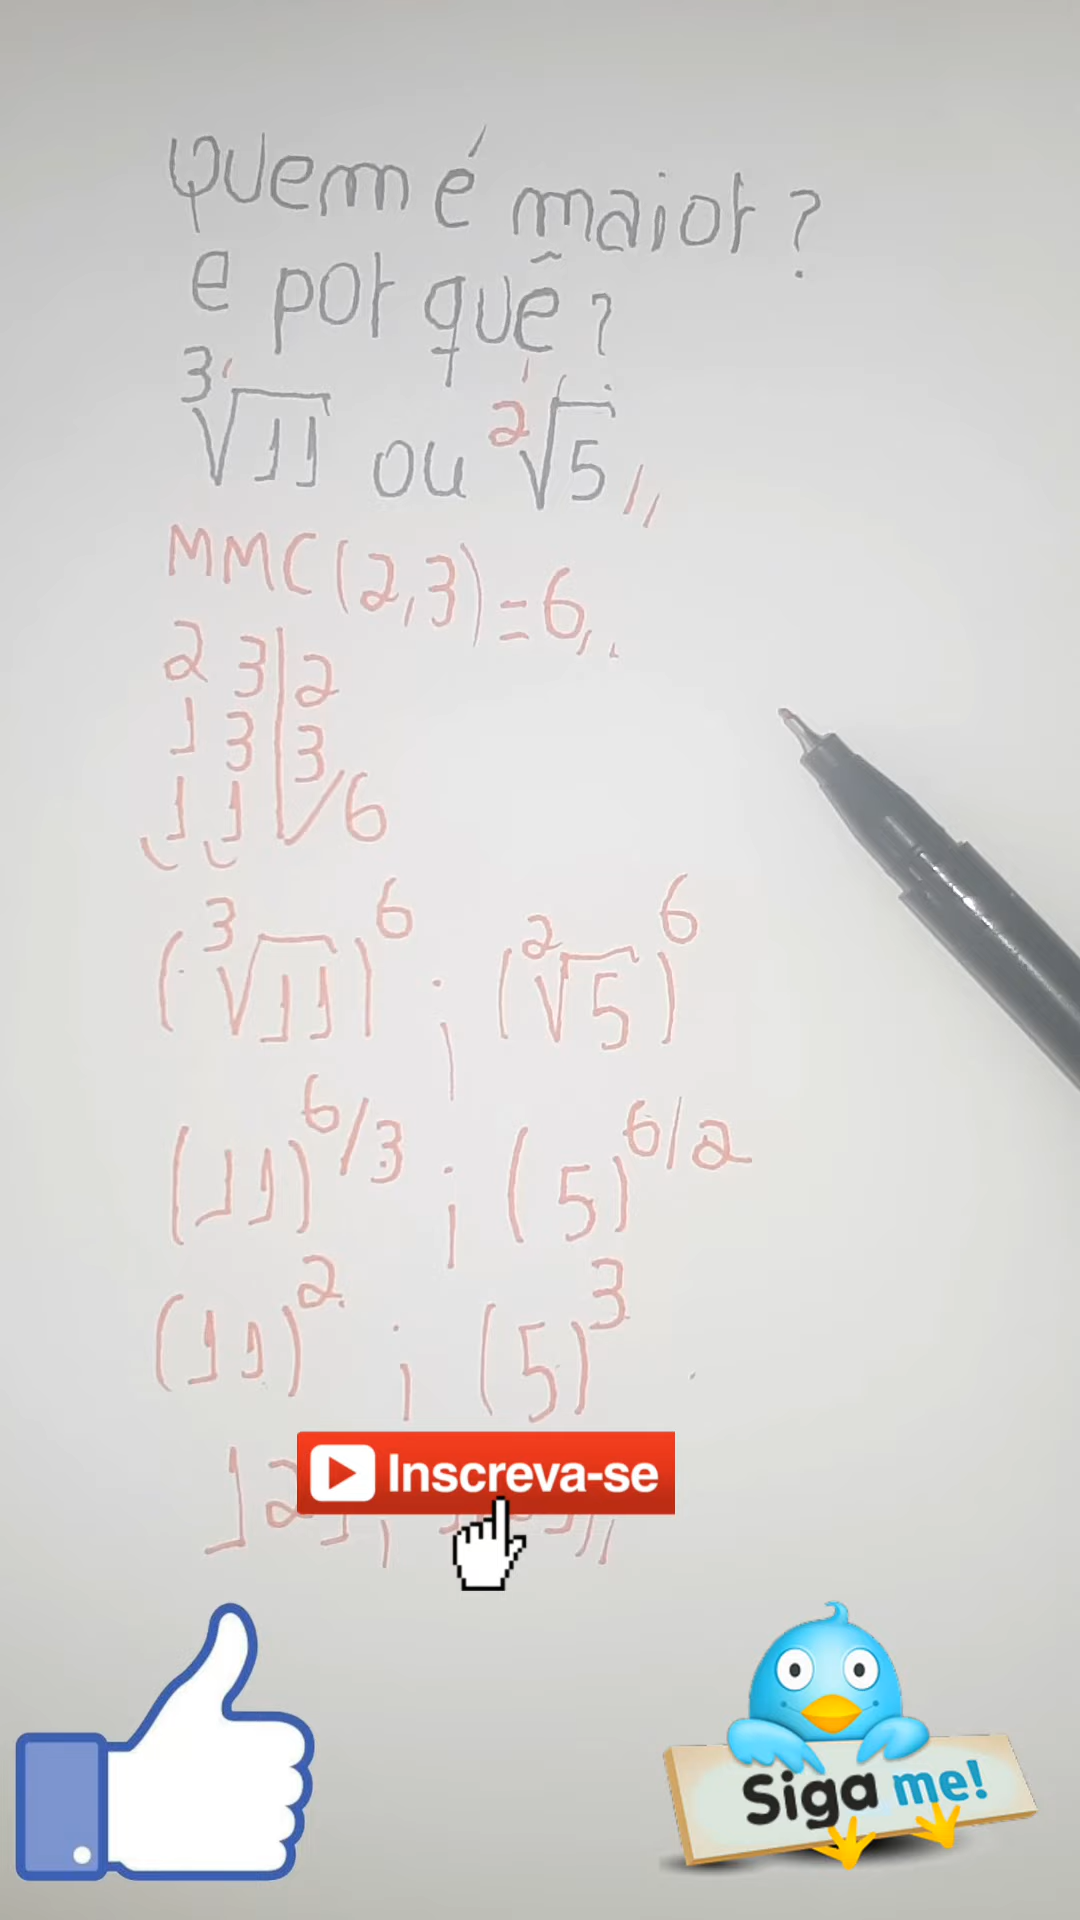 Quem é maior?
e por quê?
³√11 ou ²√5,,
MMC(2,3)=6,,
2 3|2
1 3|3
1 1|/6
(³√11)⁶ ; (²√5)⁶
(11)^6/3 ; (5)^6/2
(11)² ; (5)³
Inscreva-se
Siga me!